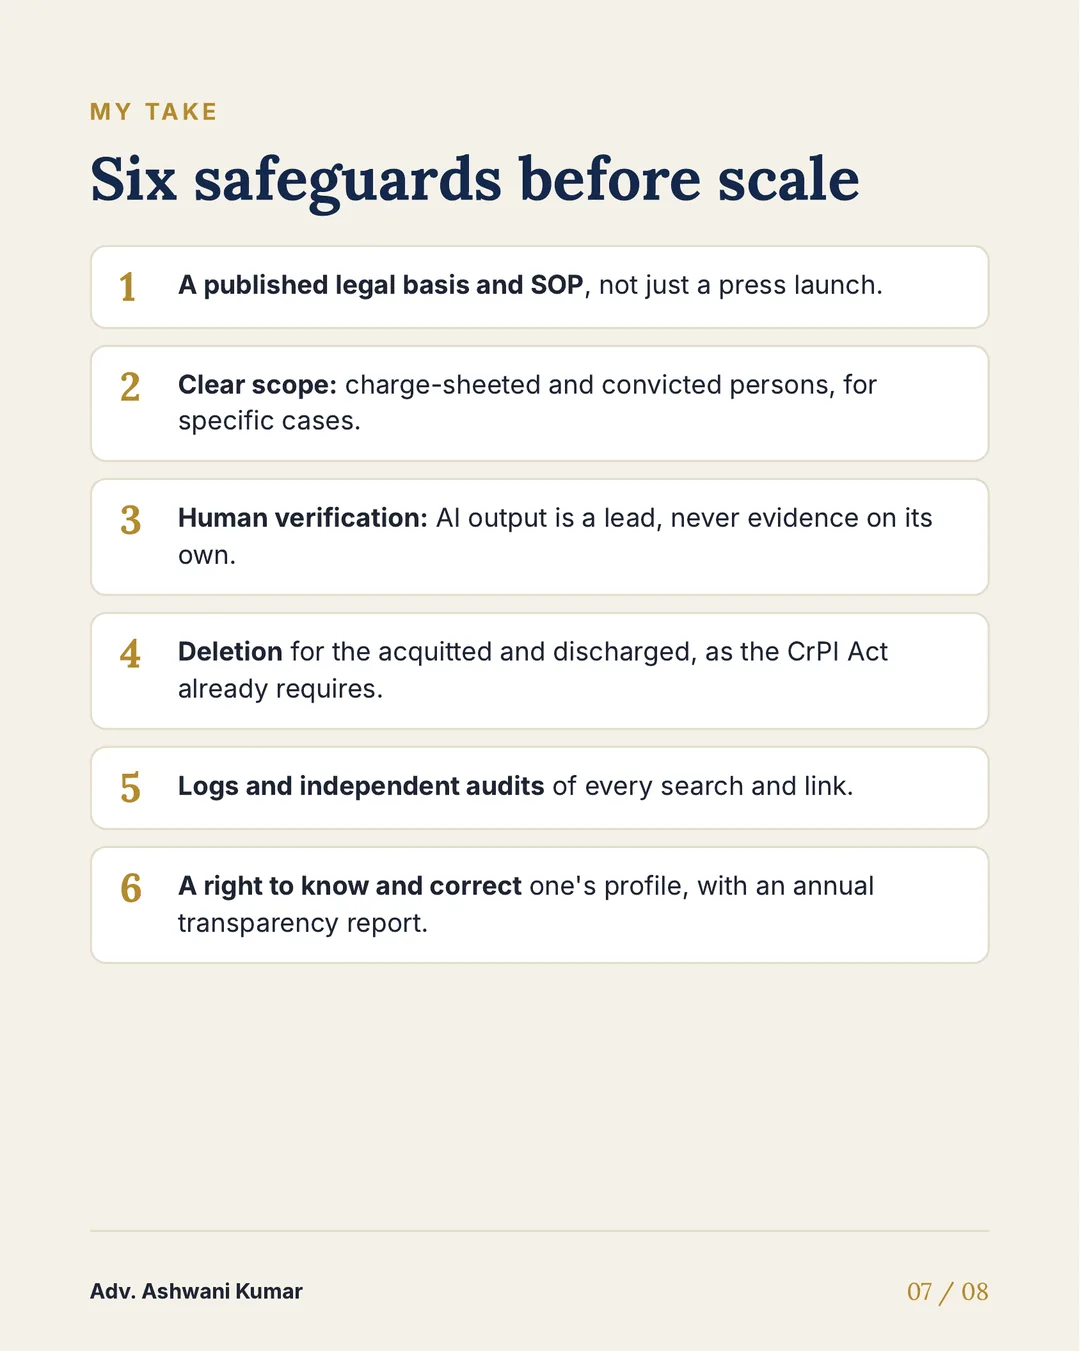 MY TAKE
Six safeguards before scale
1 A published legal basis and SOP, not just a press launch.
2 Clear scope: charge-sheeted and convicted persons, for
specific cases.
3 Human verification: AI output is a lead, never evidence on its
own.
4 Deletion for the acquitted and discharged, as the CrPI Act
already requires.
5 Logs and independent audits of every search and link.
6 A right to know and correct one's profile, with an annual
transparency report.
Adv. Ashwani Kumar
07 / 08